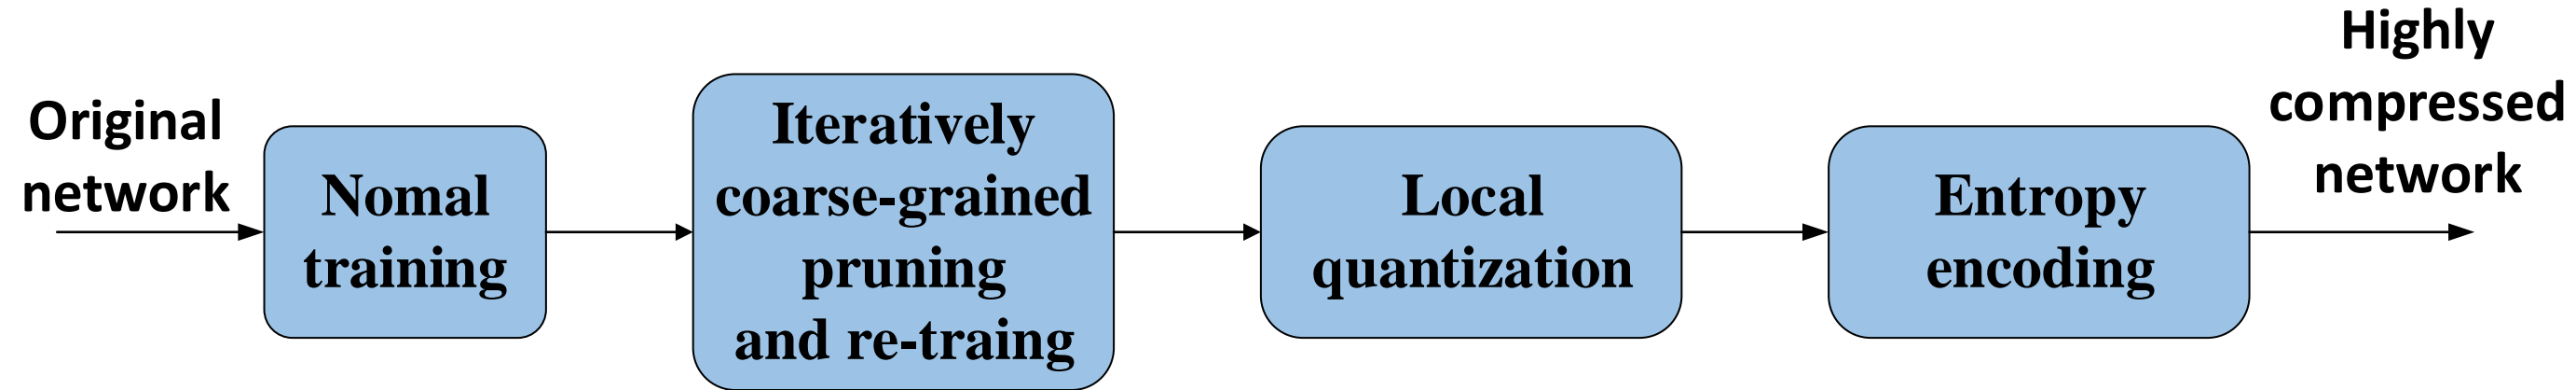 Original
network
Nomal
training
Iteratively
coarse-grained
pruning
and re-traing
Local
quantization
Entropy
encoding
Highly
compressed
network